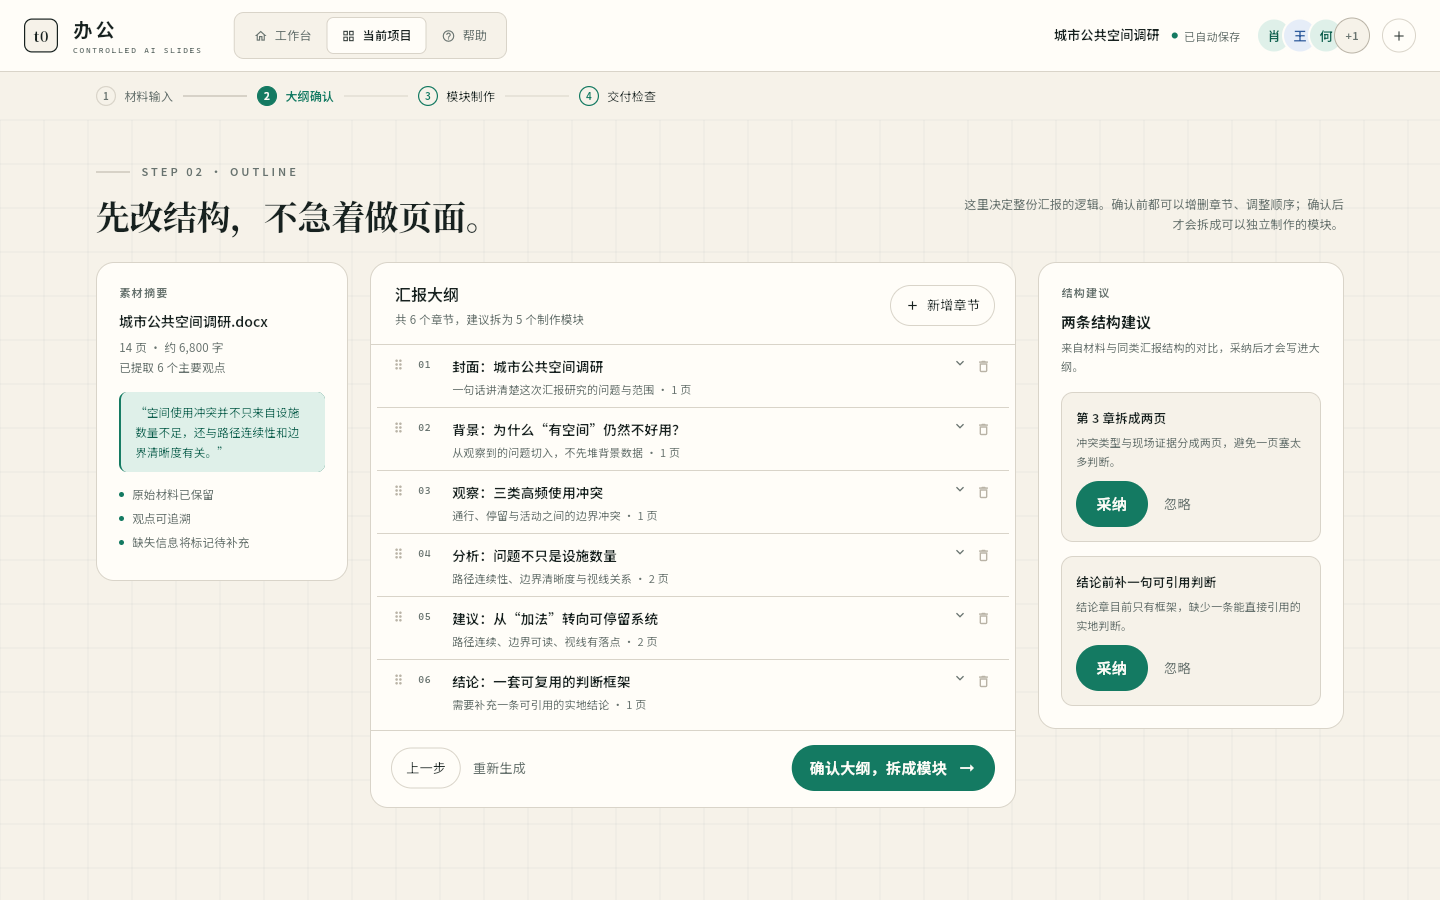 t0
办公
CONTROLLED AI SLIDES
工作台
当前项目
帮助
城市公共空间调研
已自动保存
肖
王
何
+1
1 材料输入
2 大纲确认
3 模块制作
4 交付检查
STEP 02 · OUTLINE
先改结构，不急着做页面。
这里决定整份汇报的逻辑。确认前都可以增删章节、调整顺序；确认后
才会拆成可以独立制作的模块。
素材摘要
城市公共空间调研.docx
14 页 · 约 6,800 字
已提取 6 个主要观点
“空间使用冲突并不只来自设施
数量不足，还与路径连续性和边
界清晰度有关。”
原始材料已保留
观点可追溯
缺失信息将标记待补充
汇报大纲
共 6 个章节，建议拆为 5 个制作模块
新增章节
01 封面：城市公共空间调研
一句话讲清楚这次汇报研究的问题与范围 · 1 页
02 背景：为什么“有空间”仍然不好用？
从观察到的问题切入，不先堆背景数据 · 1 页
03 观察：三类高频使用冲突
通行、停留与活动之间的边界冲突 · 1 页
04 分析：问题不只是设施数量
路径连续性、边界清晰度与视线关系 · 2 页
05 建议：从“加法”转向可停留系统
路径连续、边界可读、视线有落点 · 2 页
06 结论：一套可复用的判断框架
需要补充一条可引用的实地结论 · 1 页
上一步
重新生成
确认大纲，拆成模块 →
结构建议
两条结构建议
来自材料与同类汇报结构的对比，采纳后才会写进大
纲。
第 3 章拆成两页
冲突类型与现场证据分成两页，避免一页塞太
多判断。
采纳
忽略
结论前补一句可引用判断
结论章目前只有框架，缺少一条能直接引用的
实地判断。
采纳
忽略